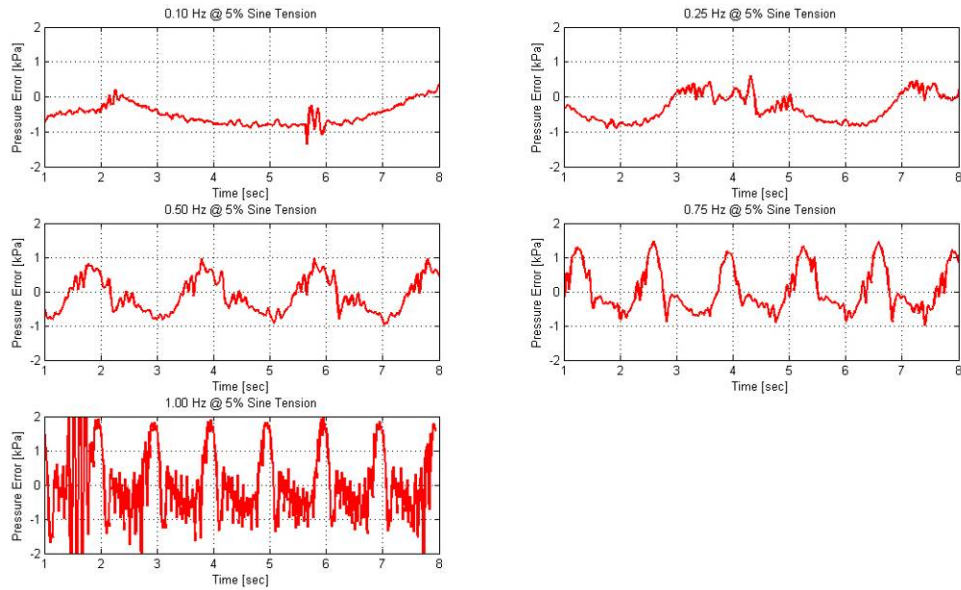 0.10 Hz @ 5% Sine Tension
Pressure Error [kPa]
2
1
0
-1
-2
1 2 3 4 5 6 7 8
Time [sec]
0.25 Hz @ 5% Sine Tension
Pressure Error [kPa]
2
1
0
-1
-2
1 2 3 4 5 6 7 8
Time [sec]
0.50 Hz @ 5% Sine Tension
Pressure Error [kPa]
2
1
0
-1
-2
1 2 3 4 5 6 7 8
Time [sec]
0.75 Hz @ 5% Sine Tension
Pressure Error [kPa]
2
1
0
-1
-2
1 2 3 4 5 6 7 8
Time [sec]
1.00 Hz @ 5% Sine Tension
Pressure Error [kPa]
2
1
0
-1
-2
1 2 3 4 5 6 7 8
Time [sec]